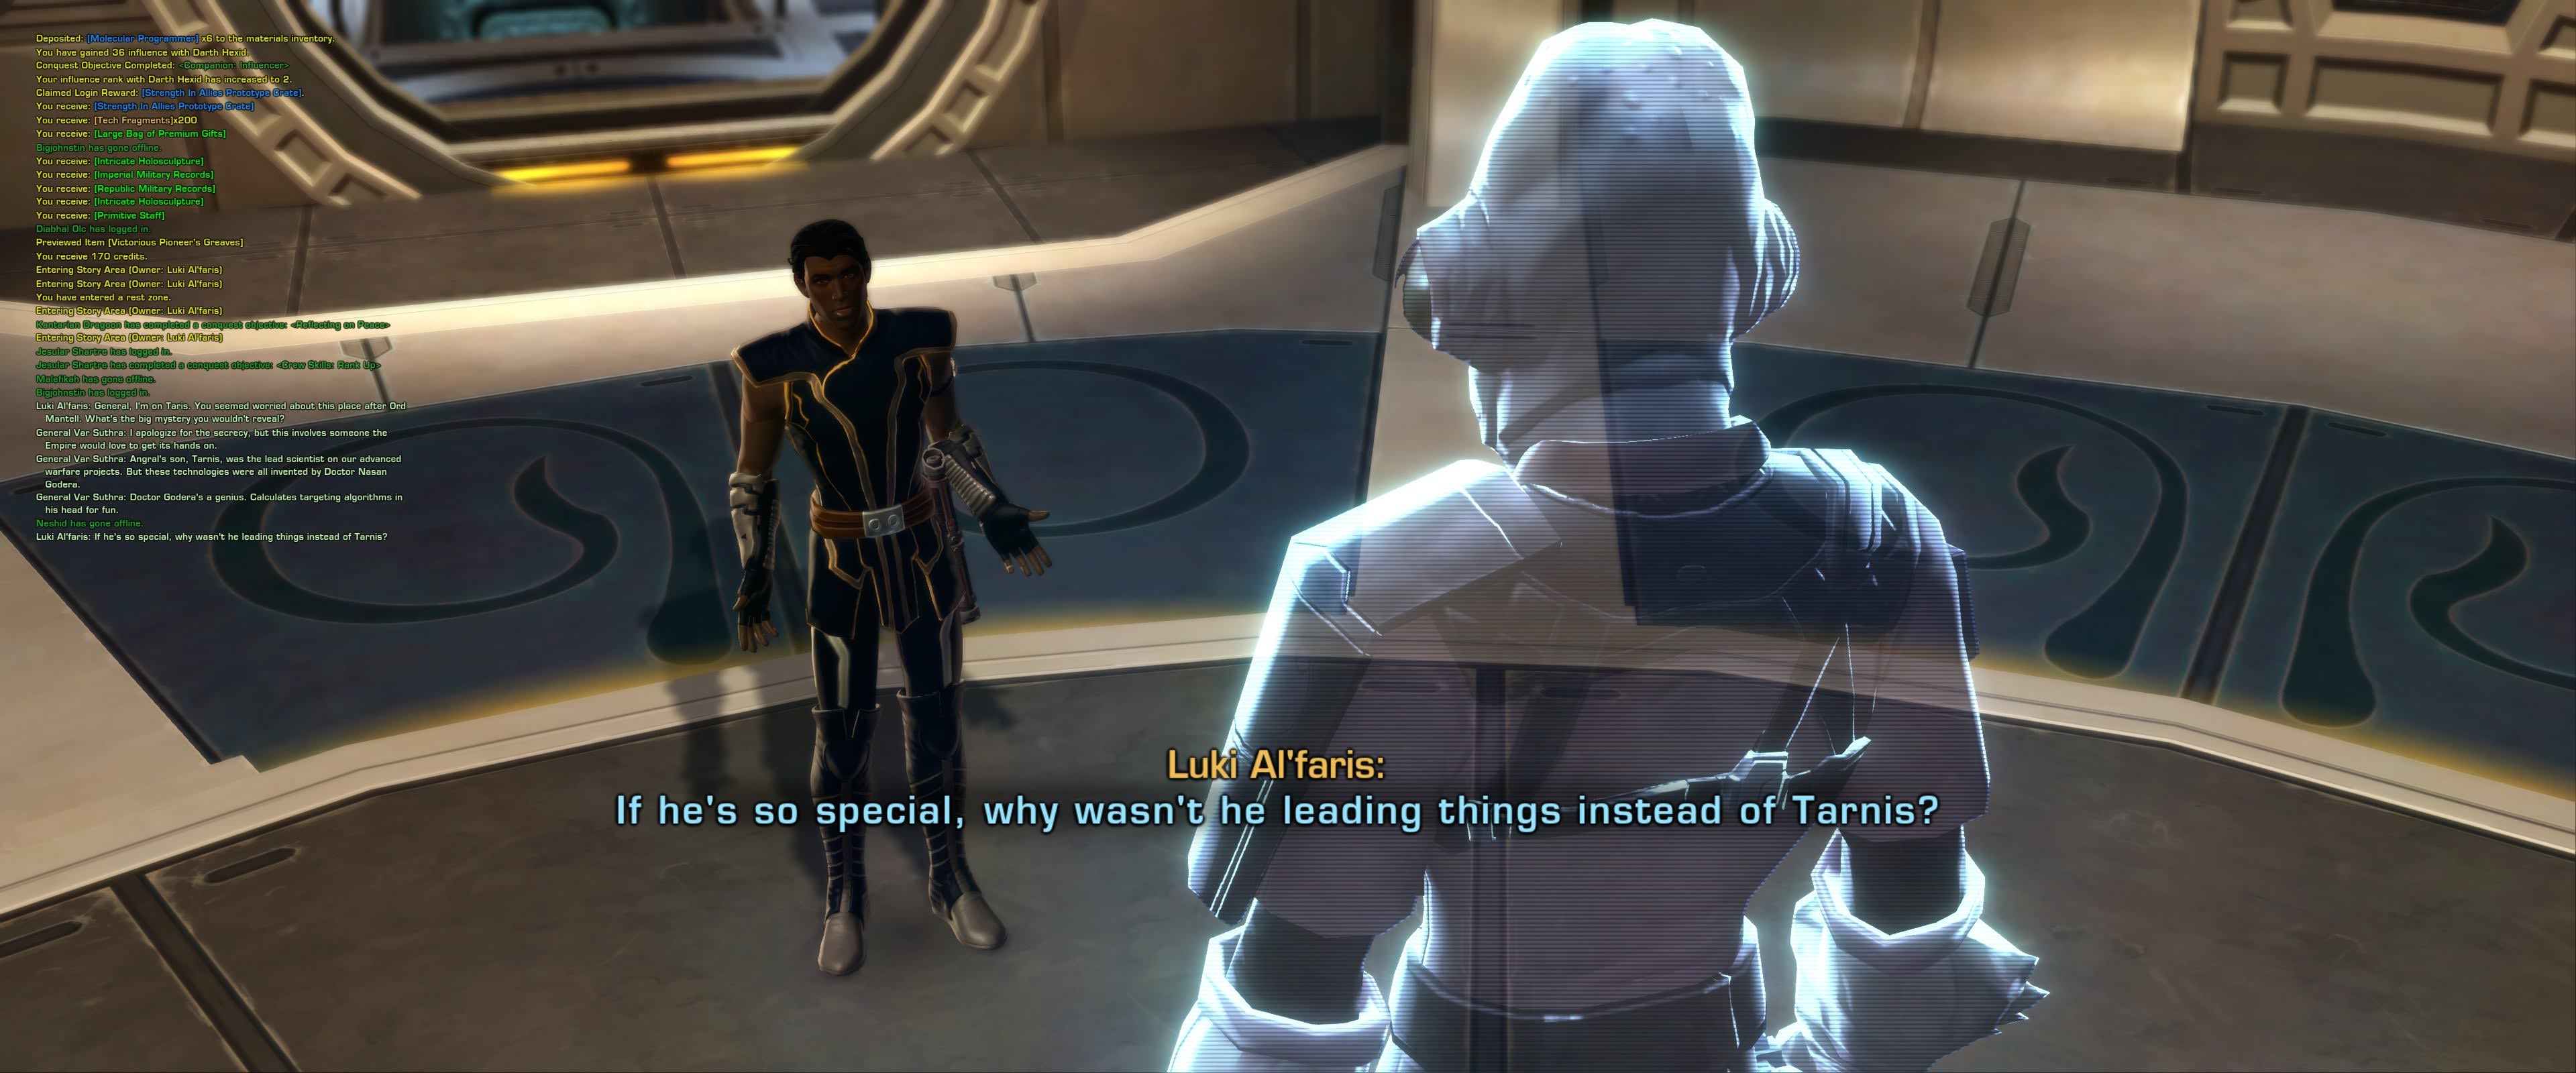 Deposited: [Molecular Programmer] x6 to the materials inventory.
You have gained 36 influence with Darth Hexid.
Conquest Objective Completed: <Companion: Influencer>
Your influence rank with Darth Hexid has increased to 2.
Claimed Login Reward: [Strength In Allies Prototype Crate].
You receive: [Strength In Allies Prototype Crate]
You receive: [Tech Fragments]x200
You receive: [Large Bag of Premium Gifts]
Bigjohnstin has gone offline.
You receive: [Intricate Holosculpture]
You receive: [Imperial Military Records]
You receive: [Republic Military Records]
You receive: [Intricate Holosculpture]
You receive: [Primitive Staff]
Diabhal Olc has logged in.
Previewed Item [Victorious Pioneer's Greaves]
You receive 170 credits.
Entering Story Area (Owner: Luki Al'faris)
Entering Story Area (Owner: Luki Al'faris)
You have entered a rest zone.
Entering Story Area (Owner: Luki Al'faris)
Kantarian Dragoon has completed a conquest objective: <Reflecting on Peace>
Entering Story Area (Owner: Luki Al'faris)
Jesular Shartre has logged in.
Jesular Shartre has completed a conquest objective: <Crew Skills: Rank Up>
Malefikah has gone offline.
Bigjohnstin has logged in.
Luki Al'faris: General, I'm on Taris. You seemed worried about this place after Ord
Mantell. What's the big mystery you wouldn't reveal?
General Var Suthra: I apologize for the secrecy, but this involves someone the
Empire would love to get its hands on.
General Var Suthra: Angral's son, Tarnis, was the lead scientist on our advanced
warfare projects. But these technologies were all invented by Doctor Nasan
Godera.
General Var Suthra: Doctor Godera's a genius. Calculates targeting algorithms in
his head for fun.
Neshid has gone offline.
Luki Al'faris: If he's so special, why wasn't he leading things instead of Tarnis?
Luki Al'faris:
If he's so special, why wasn't he leading things instead of Tarnis?